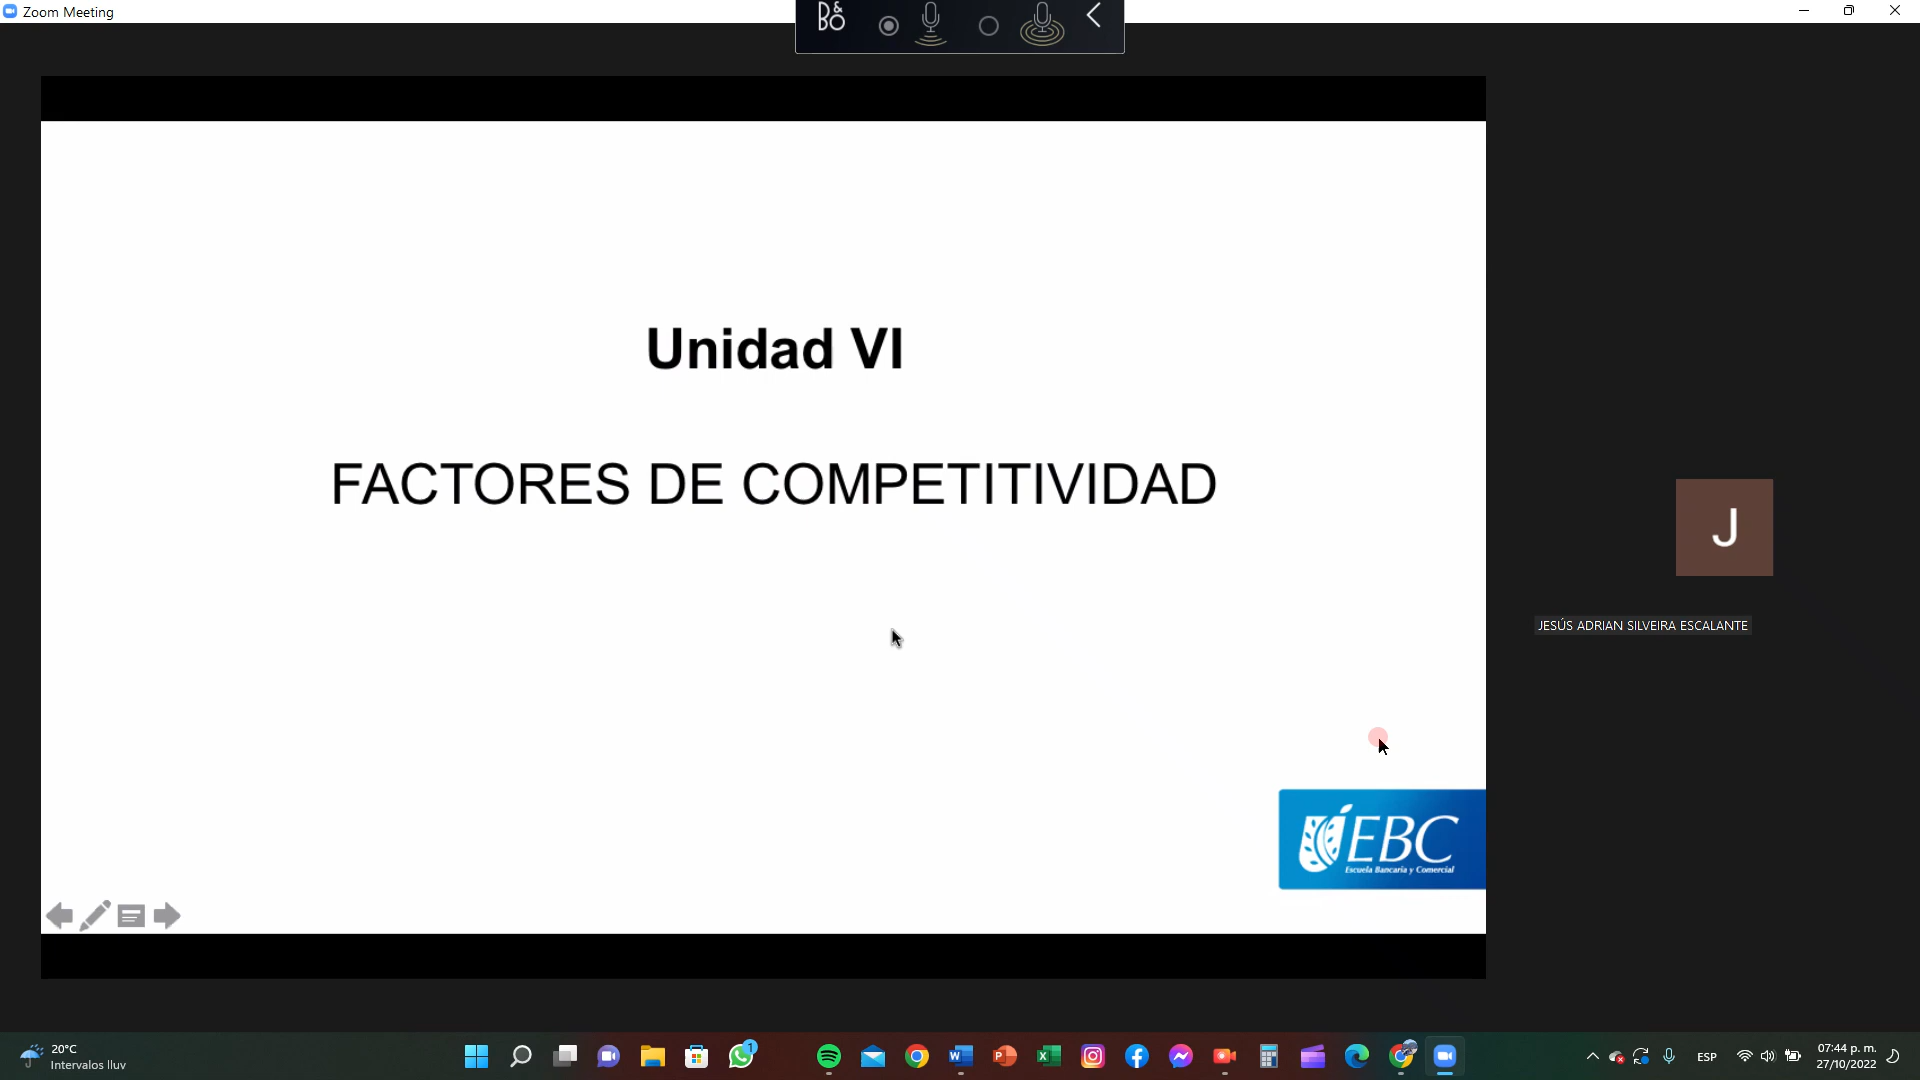 Zoom Meeting
B&O
Unidad VI
FACTORES DE COMPETITIVIDAD
J
JESÚS ADRIAN SILVEIRA ESCALANTE
EBC
Escuela Bancaria y Comercial
20°C
Intervalos lluv
1
ESP
07:44 p. m.
27/10/2022